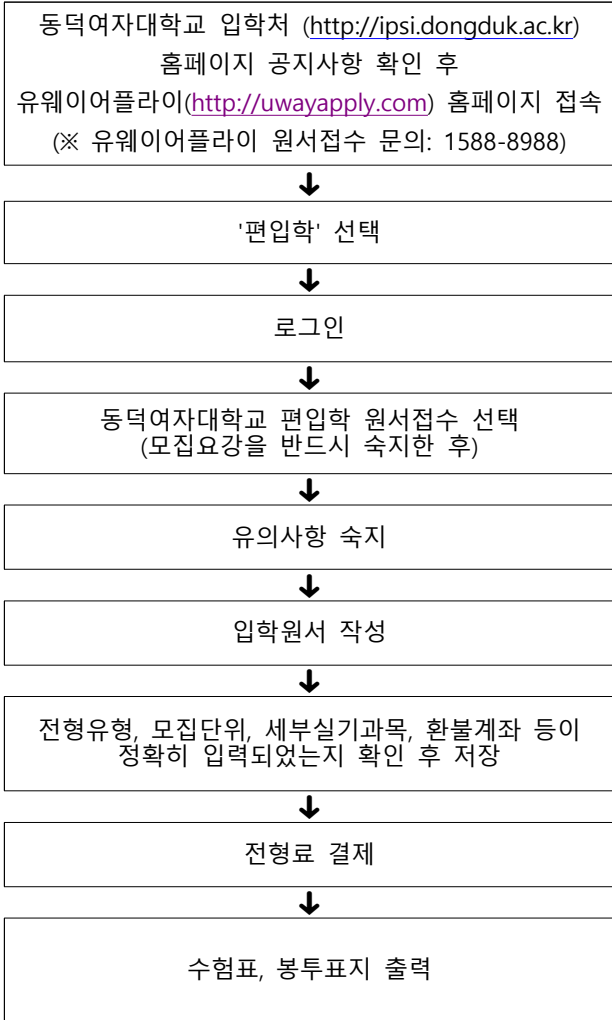 동덕여자대학교 입학처 (http://ipsi.dongduk.ac.kr)
홈페이지 공지사항 확인 후
유웨이어플라이(http://uwayapply.com) 홈페이지 접속
(※ 유웨이어플라이 원서접수 문의: 1588-8988)
'편입학' 선택
로그인
동덕여자대학교 편입학 원서접수 선택
(모집요강을 반드시 숙지한 후)
유의사항 숙지
입학원서 작성
전형유형, 모집단위, 세부실기과목, 환불계좌 등이
정확히 입력되었는지 확인 후 저장
전형료 결제
수험표, 봉투표지 출력